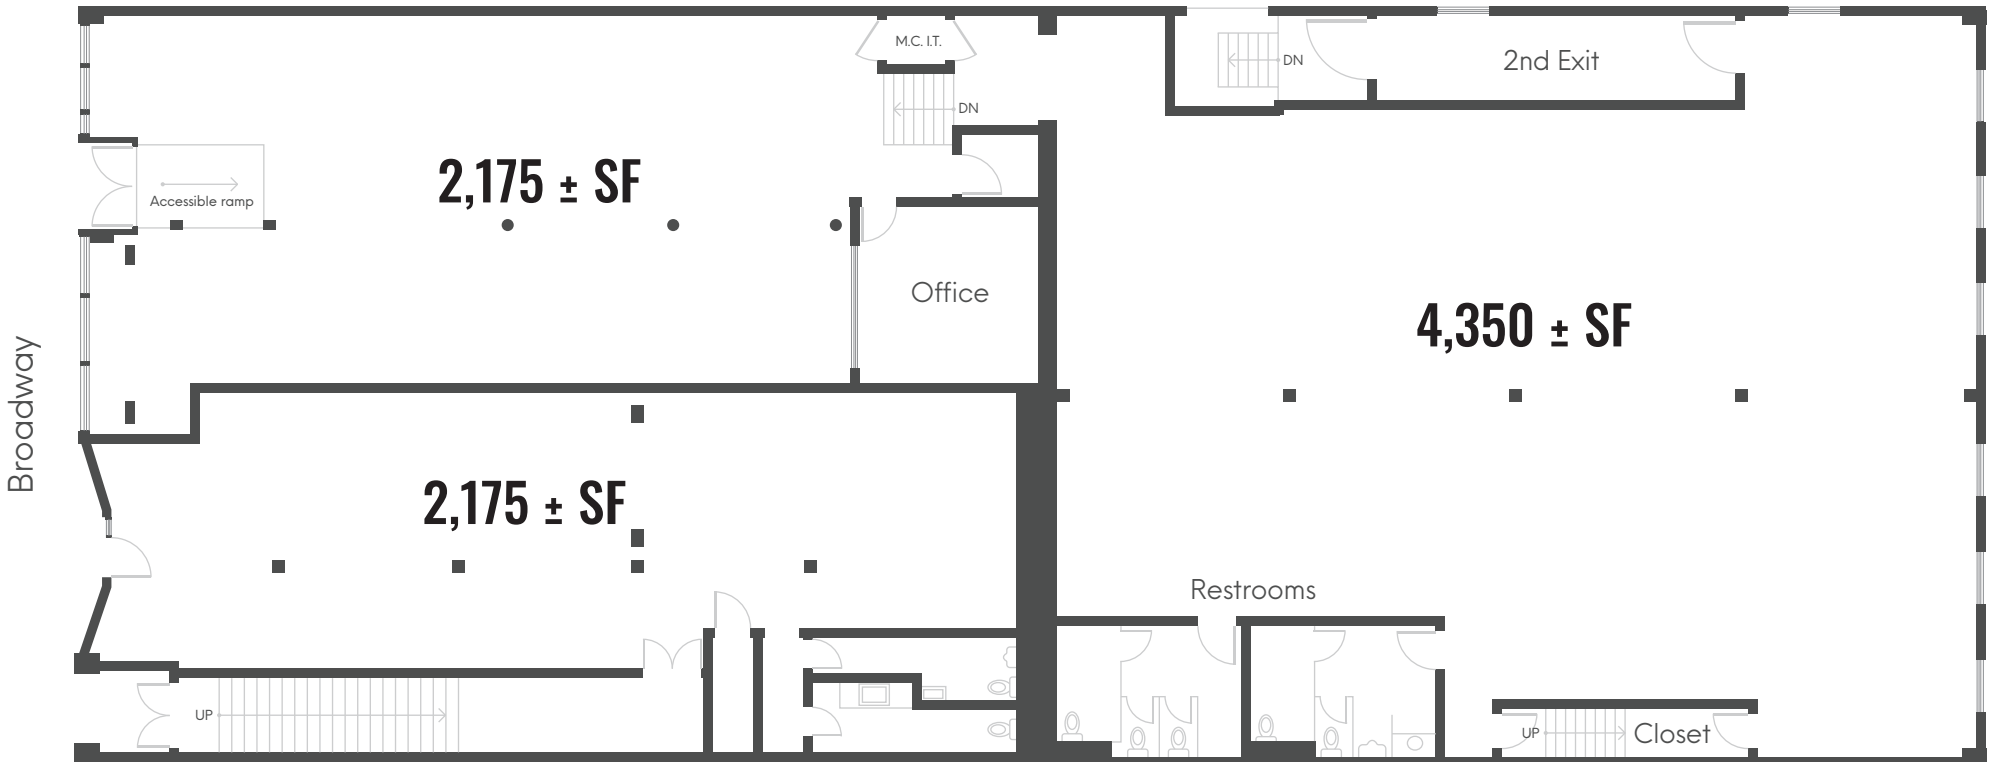 M.C. I.T.
DN
DN
2nd Exit
2,175 ± SF
Accessible ramp
Office
4,350 ± SF
Broadway
2,175 ± SF
Restrooms
UP
UP
Closet